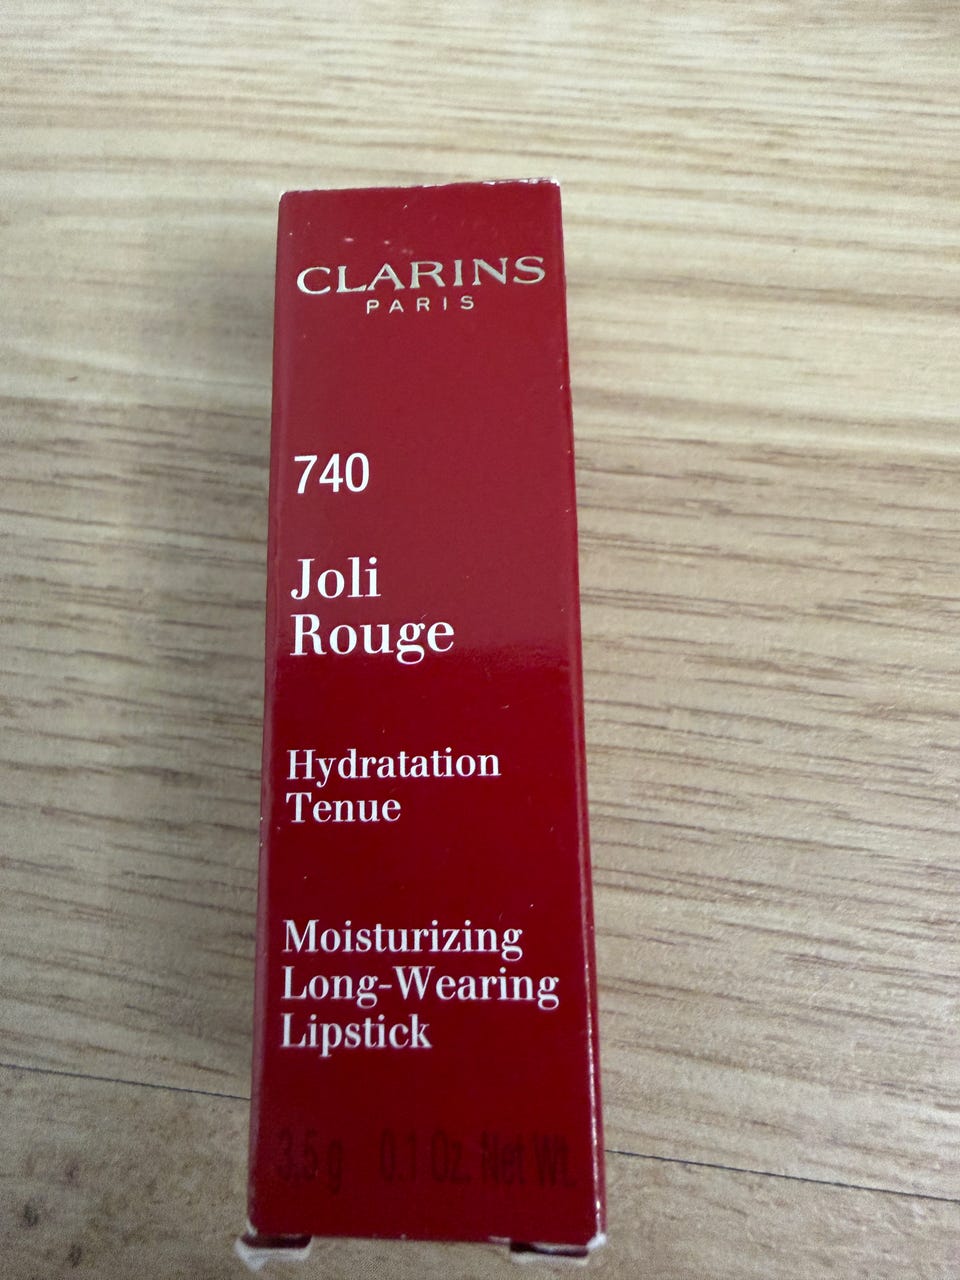 CLARINS
PARIS
740
Joli
Rouge
Hydratation
Tenue
Moisturizing
Long-Wearing
Lipstick
3.5 g 0.1 Oz. Net Wt.